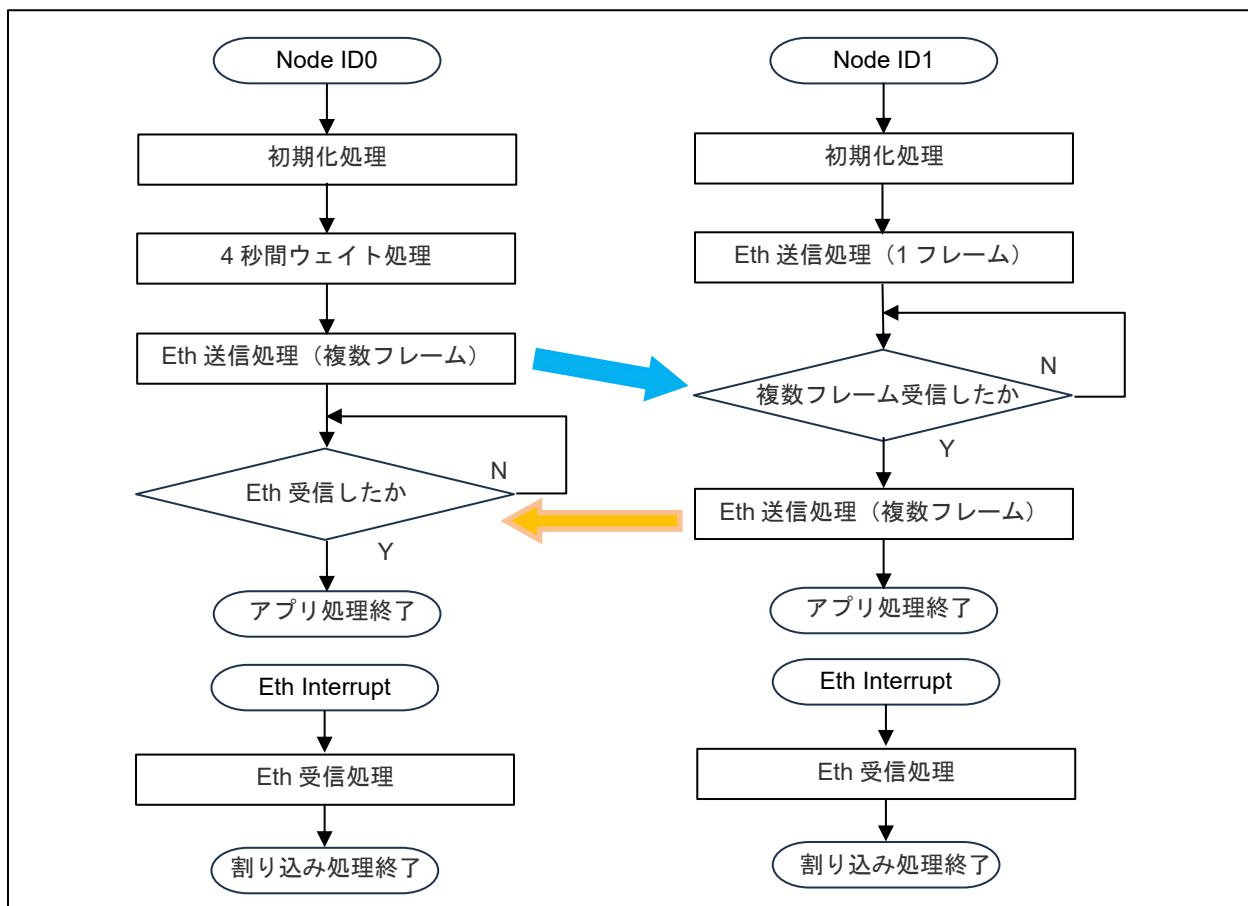 Node ID0
初期化処理
4 秒間ウェイト処理
Eth 送信処理（複数フレーム）
N
Eth 受信したか
Y
アプリ処理終了
Eth Interrupt
Eth 受信処理
割り込み処理終了
Node ID1
初期化処理
Eth 送信処理（1 フレーム）
N
複数フレーム受信したか
Y
Eth 送信処理（複数フレーム）
アプリ処理終了
Eth Interrupt
Eth 受信処理
割り込み処理終了